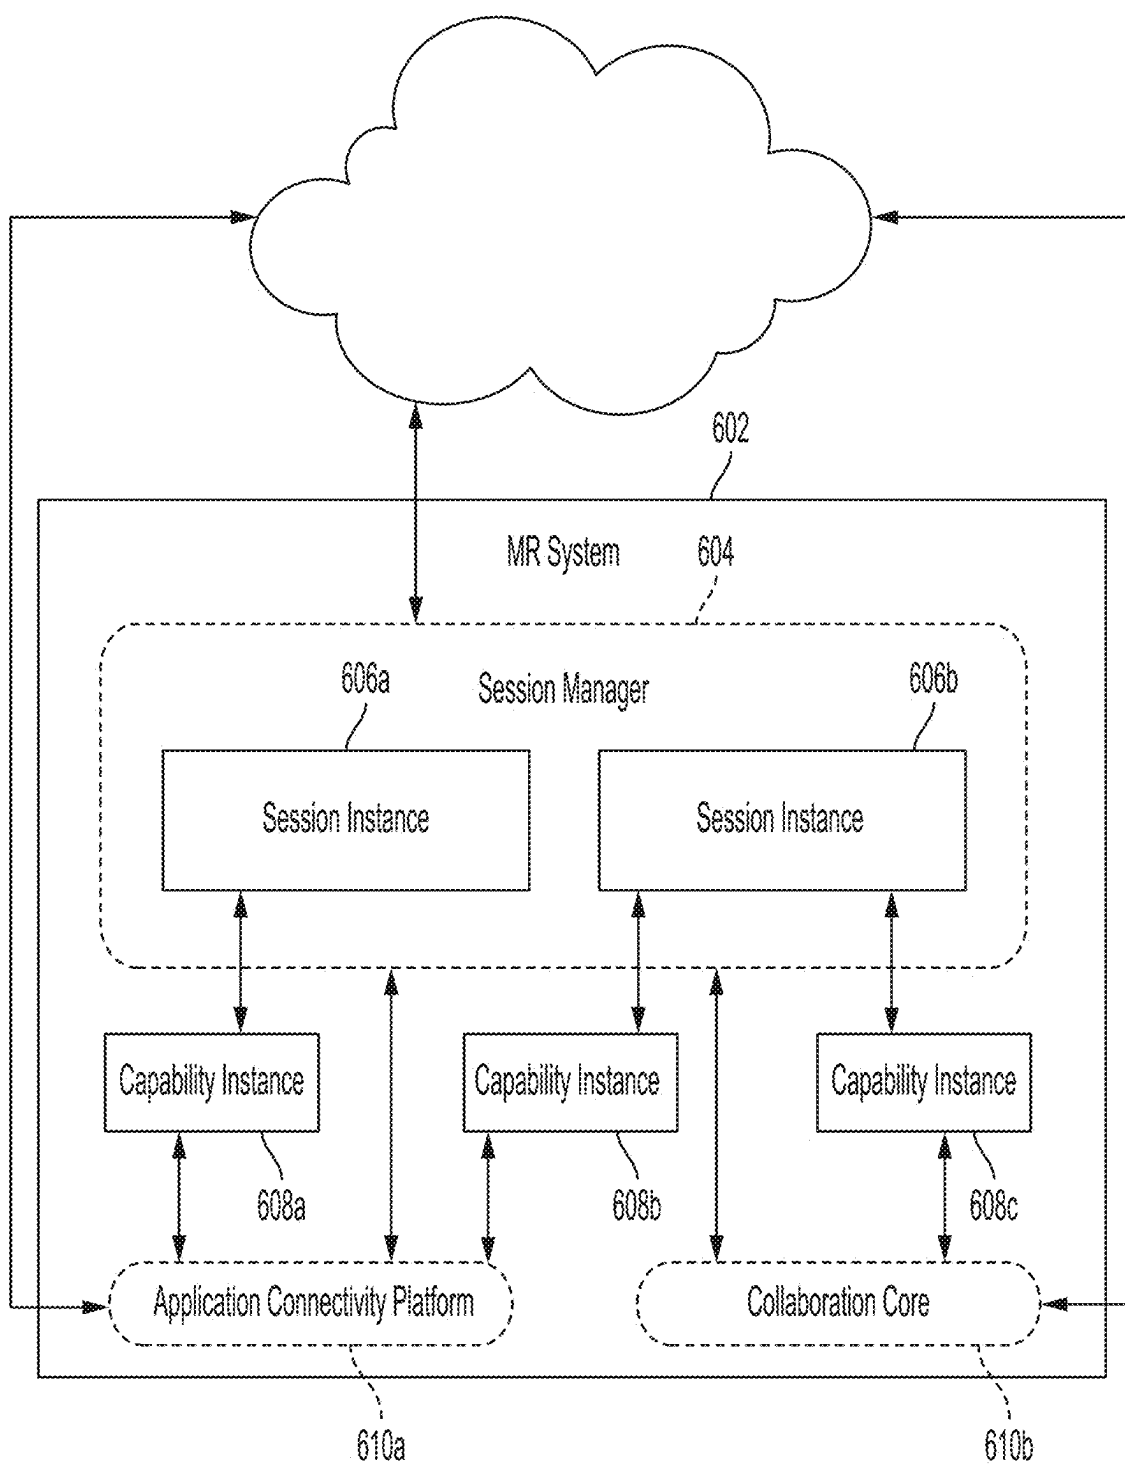 602
MR System
604
606a
Session Manager
606b
Session Instance
Session Instance
Capability Instance
Capability Instance
Capability Instance
608a
608b
608c
Application Connectivity Platform
Collaboration Core
610a
610b